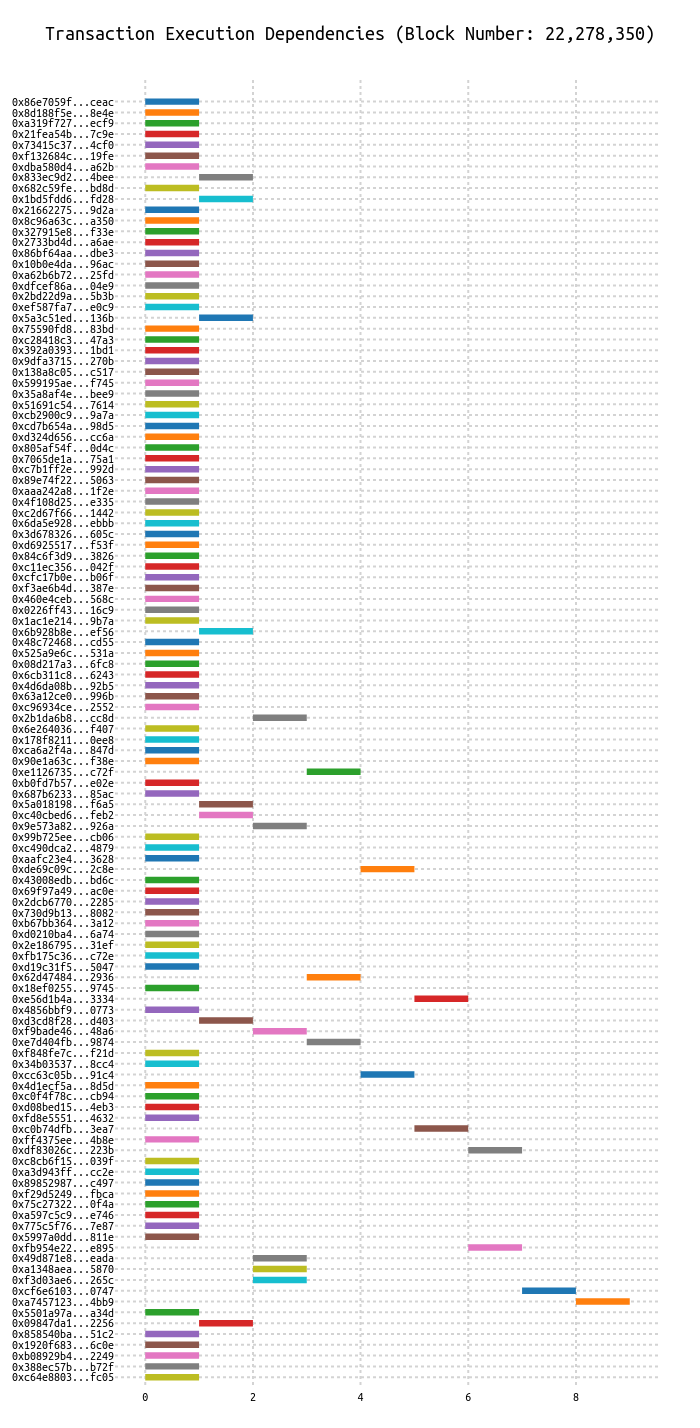 Transaction Execution Dependencies (Block Number: 22,278,350)
0x86e7059f...ceac
0x8d188f5e...8e4e
0xa319f727...ecf9
0x21fea54b...7c9e
0x73415c37...4cf0
0xf132684c...19fe
0xdba580d4...a62b
0x833ec9d2...4bee
0x682c59fe...bd8d
0x1bd5fdd6...fd28
0x21662275...9d2a
0x8c96a63c...a350
0x327915e8...f33e
0x2733bd4d...a6ae
0x86bf64aa...dbe3
0x10b0e4da...96ac
0xa62b6b72...25fd
0xdfcef86a...04e9
0x2bd22d9a...5b3b
0xef587fa7...e0c9
0x5a3c51ed...136b
0x75590fd8...83bd
0xc28418c3...47a3
0x392a0393...1bd1
0x9dfa3715...270b
0x138a8c05...c517
0x599195ae...f745
0x35a8af4e...bee9
0x51691c54...7614
0xcb2900c9...9a7a
0xcd7b654a...98d5
0xd324d656...cc6a
0x805af54f...0d4c
0x7065de1a...75a1
0xc7b1ff2e...992d
0x89e74f22...5063
0xaaa242a8...1f2e
0x4f108d25...e335
0xc2d67f66...1442
0x6da5e928...ebbb
0x3d678326...605c
0xd6925517...f53f
0x84c6f3d9...3826
0xc11ec356...042f
0xcfc17b0e...b06f
0xf3ae6b4d...387e
0x460e4ceb...568c
0x0226ff43...16c9
0x1ac1e214...9b7a
0x6b928b8e...ef56
0x48c72468...cd55
0x525a9e6c...531a
0x08d217a3...6fc8
0x6cb311c8...6243
0x4d6da08b...92b5
0x63a12ce0...996b
0xc96934ce...2552
0x2b1da6b8...cc8d
0x6e264036...f407
0x178f8211...0ee8
0xca6a2f4a...847d
0x90e1a63c...f38e
0xe1126735...c72f
0xb0fd7b57...e02e
0x687b6233...85ac
0x5a018198...f6a5
0xc40cbed6...feb2
0x9e573a82...926a
0x99b725ee...cb06
0xc490dca2...4879
0xaafc23e4...3628
0xde69c09c...2c8e
0x43008edb...bd6c
0x69f97a49...ac0e
0x2dcb6770...2285
0x730d9b13...8082
0xb67bb364...3a12
0xd0210ba4...6a74
0x2e186795...31ef
0xfb175c36...c72e
0xd19c31f5...5047
0x62d47484...2936
0x18ef0255...9745
0xe56d1b4a...3334
0x4856bbf9...0773
0xd3cd8f28...d403
0xf9bade46...48a6
0xe7d404fb...9874
0xf848fe7c...f21d
0x34b03537...8cc4
0xcc63c05b...91c4
0x4d1ecf5a...8d5d
0xc0f4f78c...cb94
0xd08bed15...4eb3
0xfd8e5551...4632
0xc0b74dfb...3ea7
0xff4375ee...4b8e
0xdf83026c...223b
0xc8cb6f15...039f
0xa3d943ff...cc2e
0x89852987...c497
0xf29d5249...fbca
0x75c27322...0f4a
0xa597c5c9...e746
0x775c5f76...7e87
0x5997a0dd...811e
0xfb954e22...e895
0x49d871e8...eada
0xa1348aea...5870
0xf3d03ae6...265c
0xcf6e6103...0747
0xa7457123...4bb9
0x5501a97a...a34d
0x09847da1...2256
0x858540ba...51c2
0x1920f683...6c0e
0xb08929b4...2249
0x388ec57b...b72f
0xc64e8803...fc05
0 2 4 6 8